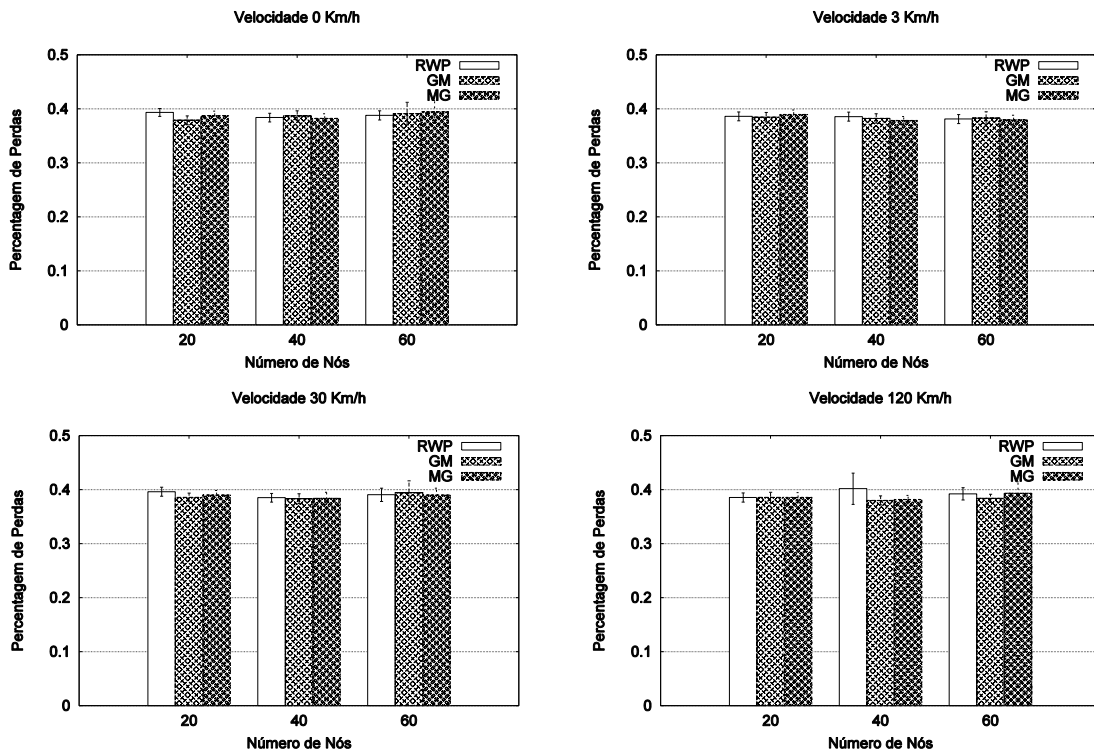 Velocidade 0 Km/h
0.5
0.4
0.3
0.2
0.1
0
Percentagem de Perdas
RWP
GM
MG
20 40 60
Número de Nós
Velocidade 3 Km/h
0.5
0.4
0.3
0.2
0.1
0
Percentagem de Perdas
RWP
GM
MG
20 40 60
Número de Nós
Velocidade 30 Km/h
0.5
0.4
0.3
0.2
0.1
0
Percentagem de Perdas
RWP
GM
MG
20 40 60
Número de Nós
Velocidade 120 Km/h
0.5
0.4
0.3
0.2
0.1
0
Percentagem de Perdas
RWP
GM
MG
20 40 60
Número de Nós